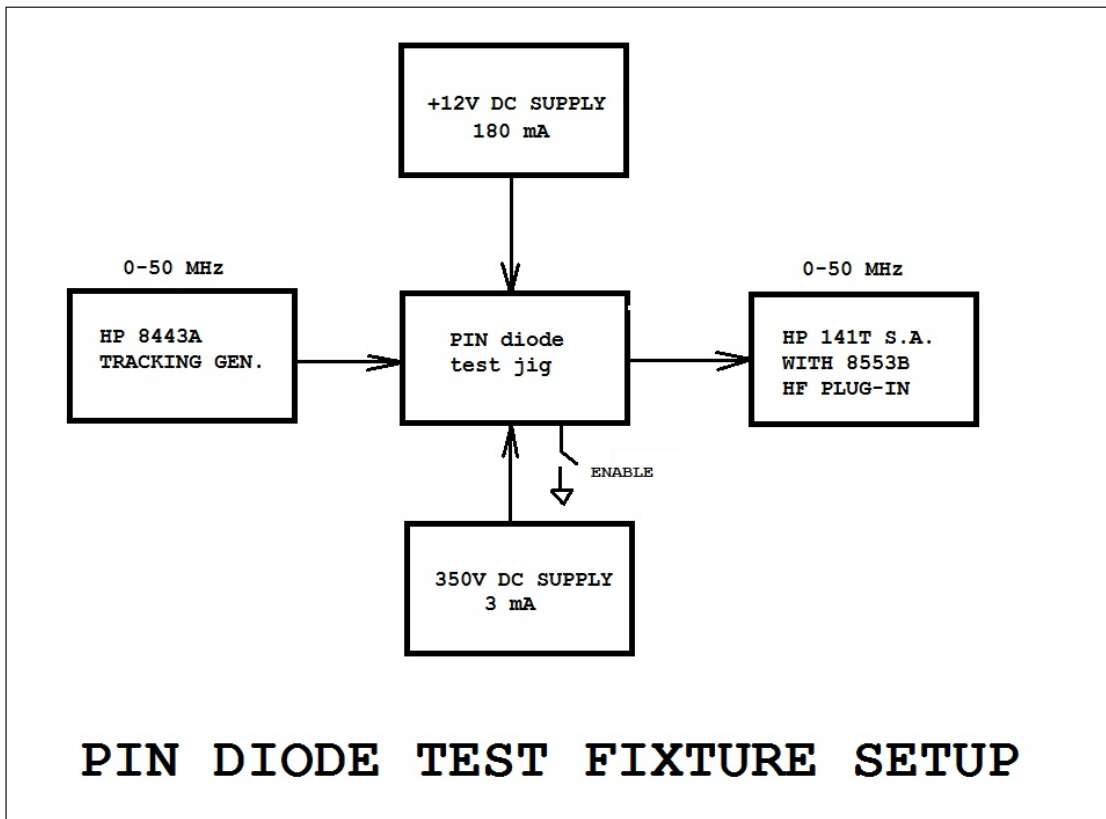 +12V DC SUPPLY
180 mA
0-50 MHz
HP 8443A
TRACKING GEN.
PIN diode
test jig
0-50 MHz
HP 141T S.A.
WITH 8553B
HF PLUG-IN
ENABLE
350V DC SUPPLY
3 mA
PIN DIODE TEST FIXTURE SETUP